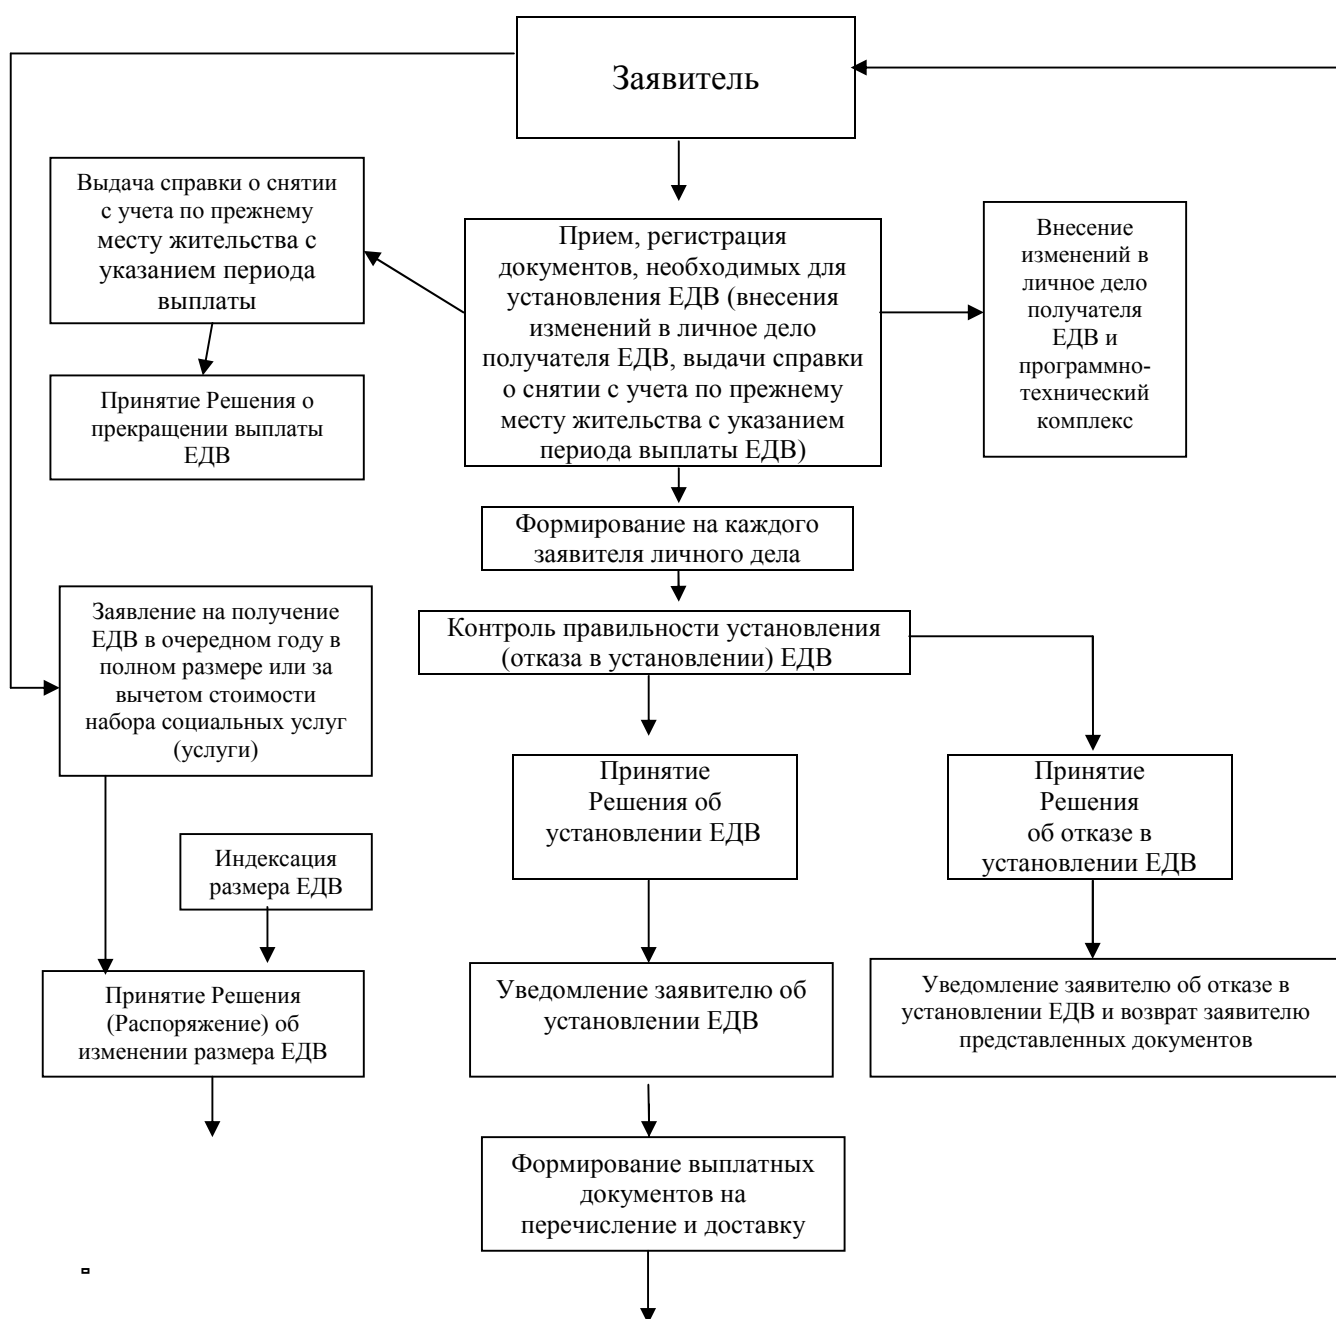 Заявитель
Выдача справки о снятии
с учета по прежнему
месту жительства с
указанием периода
выплаты
Прием, регистрация
документов, необходимых для
установления ЕДВ (внесения
изменений в личное дело
получателя ЕДВ, выдачи справки
о снятии с учета по прежнему
месту жительства с указанием
периода выплаты ЕДВ)
Внесение
изменений в
личное дело
получателя
ЕДВ и
программно-
технический
комплекс
Принятие Решения о
прекращении выплаты
ЕДВ
Формирование на каждого
заявителя личного дела
Заявление на получение
ЕДВ в очередном году в
полном размере или за
вычетом стоимости
набора социальных услуг
(услуги)
Контроль правильности установления
(отказа в установлении) ЕДВ
Принятие
Решения об
установлении ЕДВ
Принятие
Решения
об отказе в
установлении ЕДВ
Индексация
размера ЕДВ
Принятие Решения
(Распоряжение) об
изменении размера ЕДВ
Уведомление заявителю об
установлении ЕДВ
Уведомление заявителю об отказе в
установлении ЕДВ и возврат заявителю
представленных документов
Формирование выплатных
документов на
перечисление и доставку